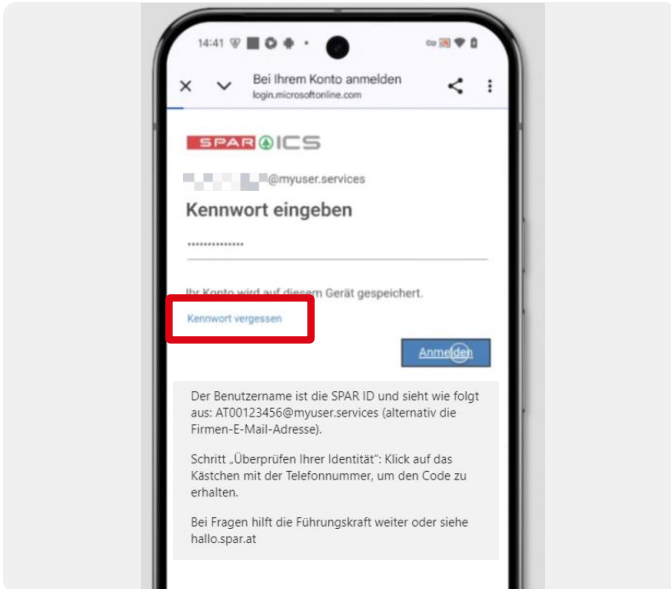 14:41
Bei Ihrem Konto anmelden
login.microsoftonline.com
SPAR ICS
@myuser.services
Kennwort eingeben
Ihr Konto wird auf diesem Gerät gespeichert.
Kennwort vergessen
Anmelden
Der Benutzername ist die SPAR ID und sieht wie folgt
aus: AT00123456@myuser.services (alternativ die
Firmen-E-Mail-Adresse).
Schritt „Überprüfen Ihrer Identität“: Klick auf das
Kästchen mit der Telefonnummer, um den Code zu
erhalten.
Bei Fragen hilft die Führungskraft weiter oder siehe
hallo.spar.at